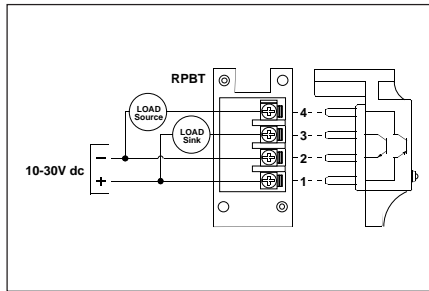 RPBT
LOAD
Source
LOAD
Sink
4
3
2
1
10-30V dc
−
+